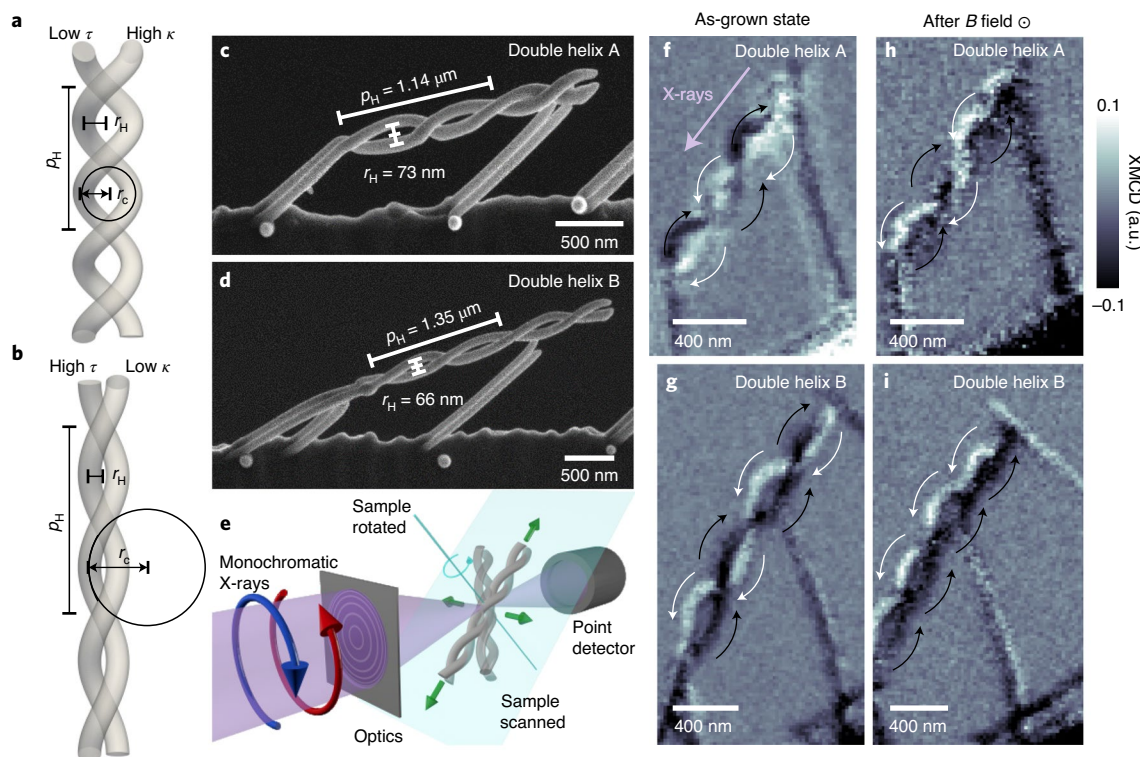 a
Low τ
High κ
r_H
p_H
r_c
b
High τ
Low κ
r_H
p_H
r_c
c
Double helix A
p_H = 1.14 μm
r_H = 73 nm
500 nm
d
Double helix B
p_H = 1.35 μm
r_H = 66 nm
500 nm
e
Sample
rotated
Monochromatic
X-rays
Optics
Point
detector
Sample
scanned
As-grown state
After B field ⊙
f
Double helix A
X-rays
400 nm
h
Double helix A
400 nm
0.1
XMCD (a.u.)
–0.1
g
Double helix B
400 nm
i
Double helix B
400 nm